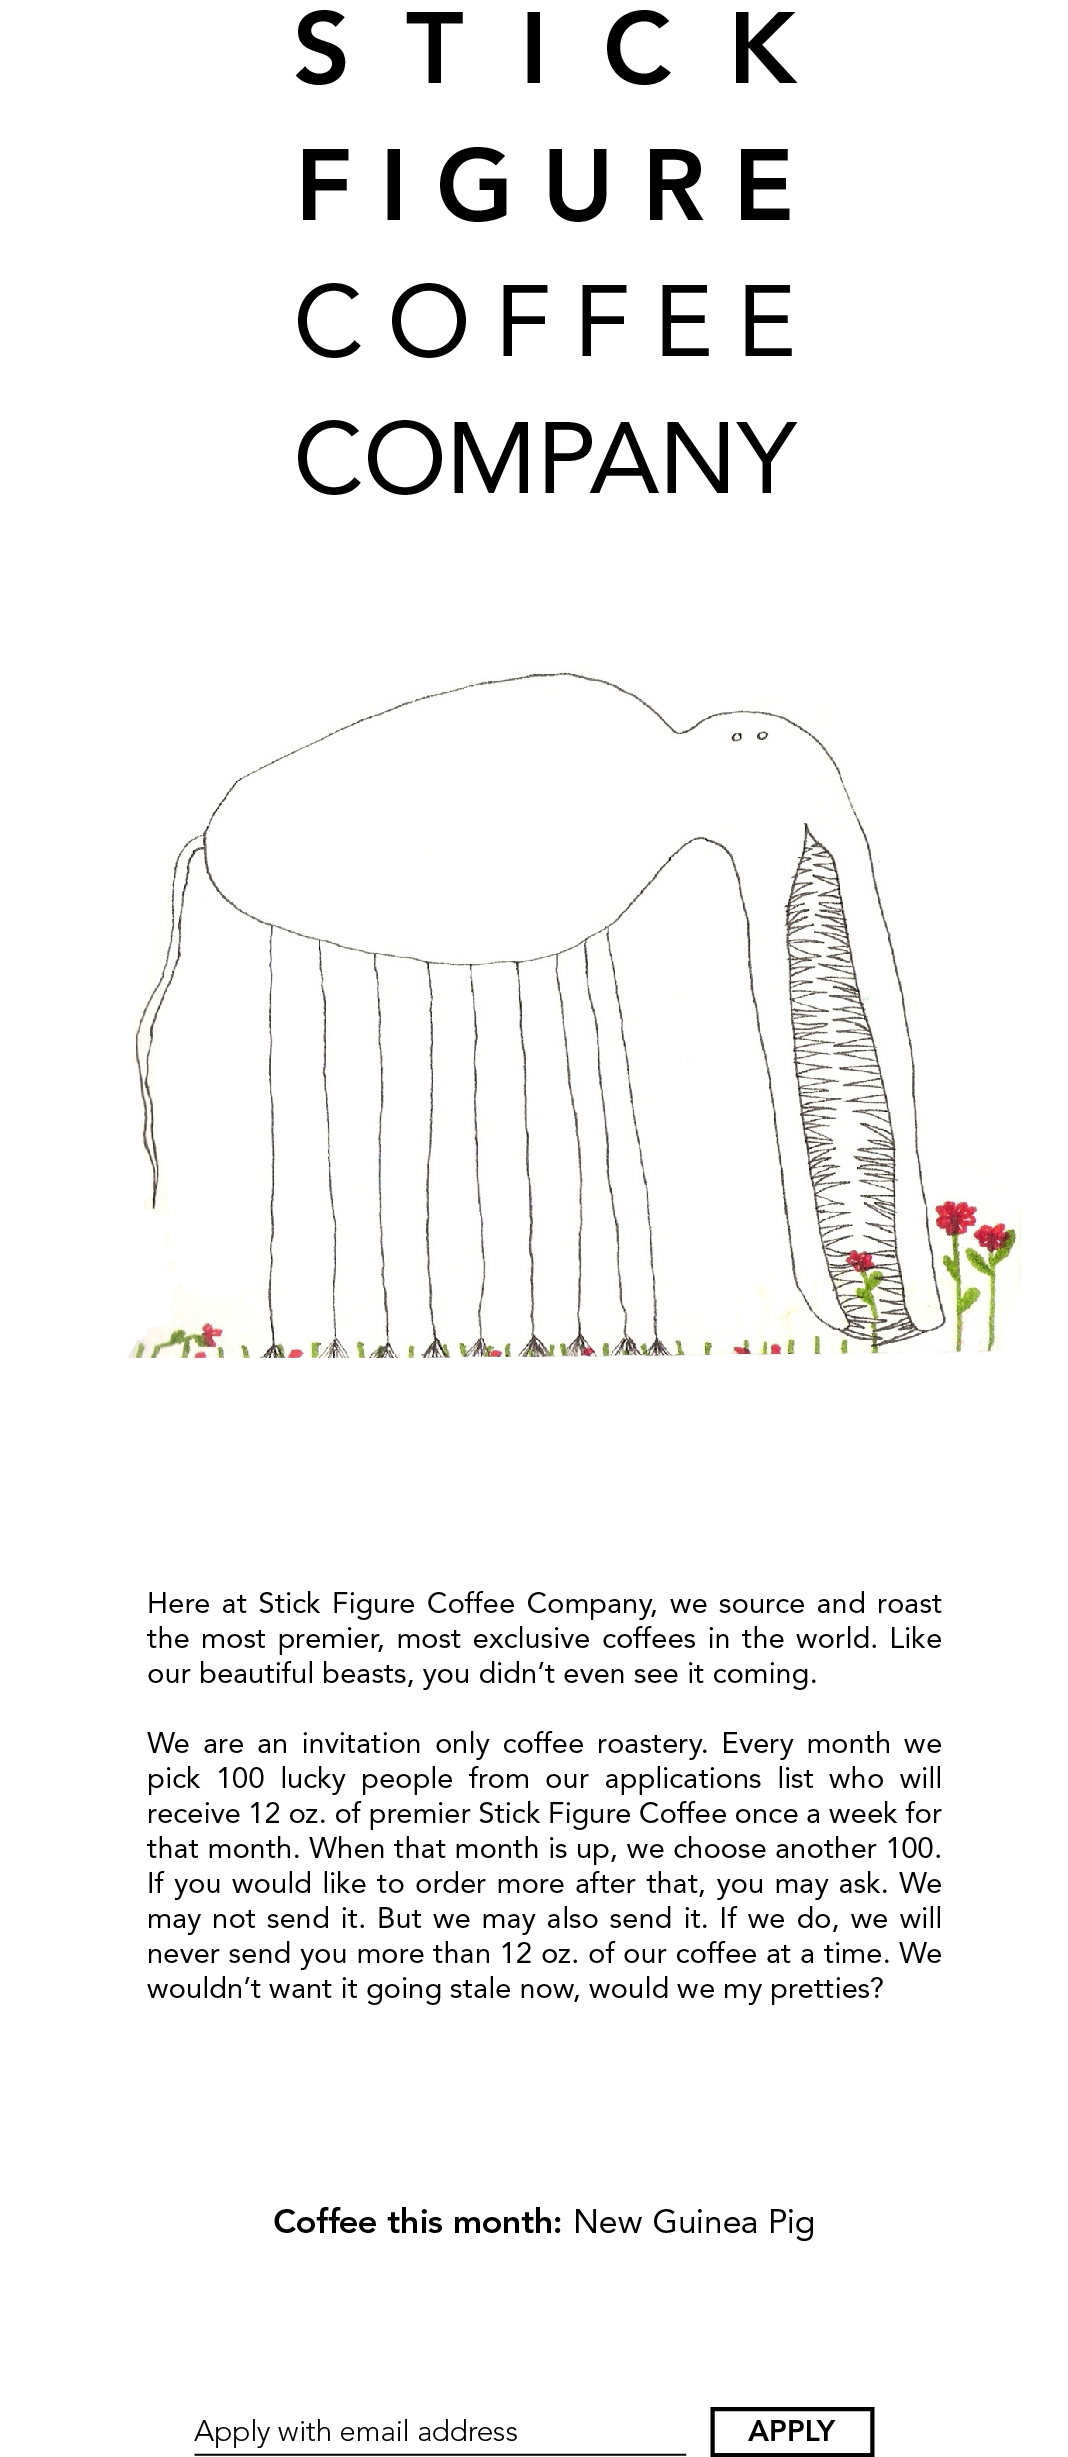 STICK
FIGURE
COFFEE
COMPANY
Here at Stick Figure Coffee Company, we source and roast
the most premier, most exclusive coffees in the world. Like
our beautiful beasts, you didn’t even see it coming.
We are an invitation only coffee roastery. Every month we
pick 100 lucky people from our applications list who will
receive 12 oz. of premier Stick Figure Coffee once a week for
that month. When that month is up, we choose another 100.
If you would like to order more after that, you may ask. We
may not send it. But we may also send it. If we do, we will
never send you more than 12 oz. of our coffee at a time. We
wouldn’t want it going stale now, would we my pretties?
Coffee this month: New Guinea Pig
Apply with email address APPLY